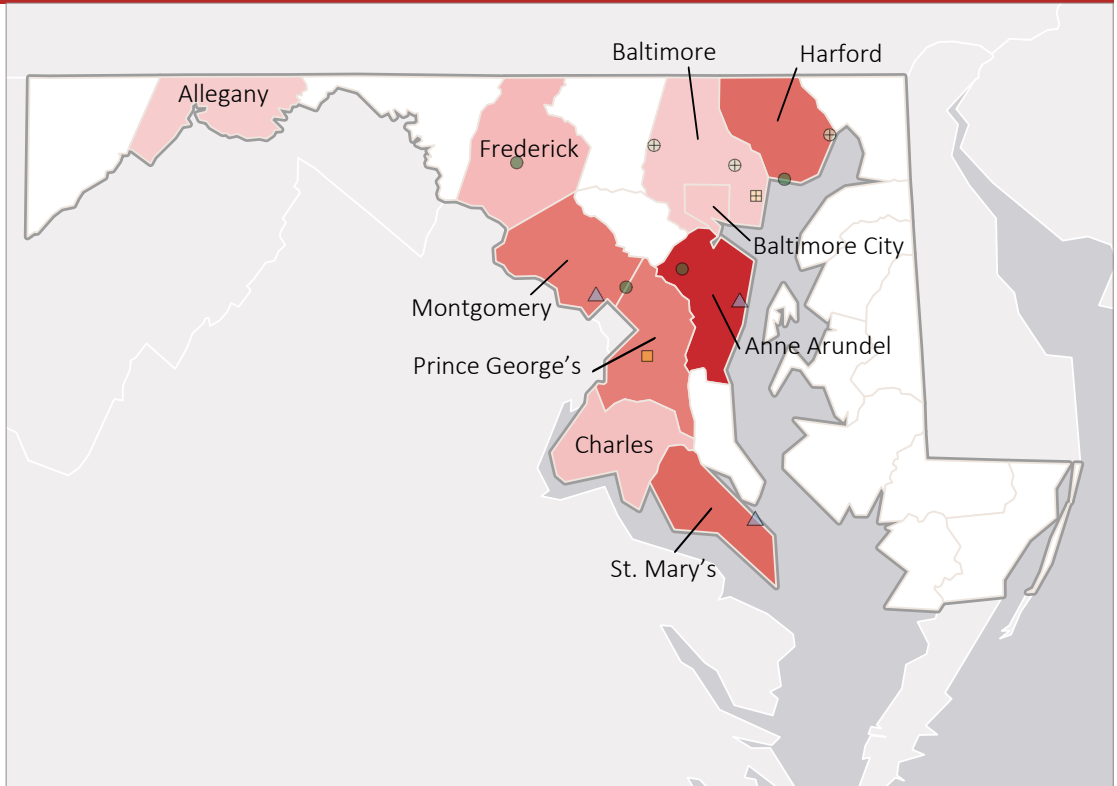 Baltimore
Harford
Allegany
Frederick
Baltimore City
Montgomery
Anne Arundel
Prince George’s
Charles
St. Mary’s